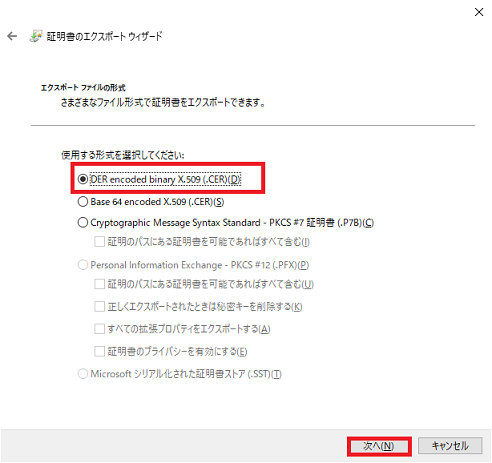 証明書のエクスポート ウィザード
エクスポート ファイルの形式
さまざまなファイル形式で証明書をエクスポートできます。
使用する形式を選択してください:
DER encoded binary X.509 (.CER)(D)
Base 64 encoded X.509 (.CER)(S)
Cryptographic Message Syntax Standard - PKCS #7 証明書 (.P7B)(C)
証明のパスにある証明書を可能であればすべて含む(I)
Personal Information Exchange - PKCS #12 (.PFX)(P)
証明のパスにある証明書を可能であればすべて含む(U)
正しくエクスポートされたときは秘密キーを削除する(K)
すべての拡張プロパティをエクスポートする(A)
証明書のプライバシーを有効にする(E)
Microsoft シリアル化された証明書ストア (.SST)(T)
次へ(N)
キャンセル